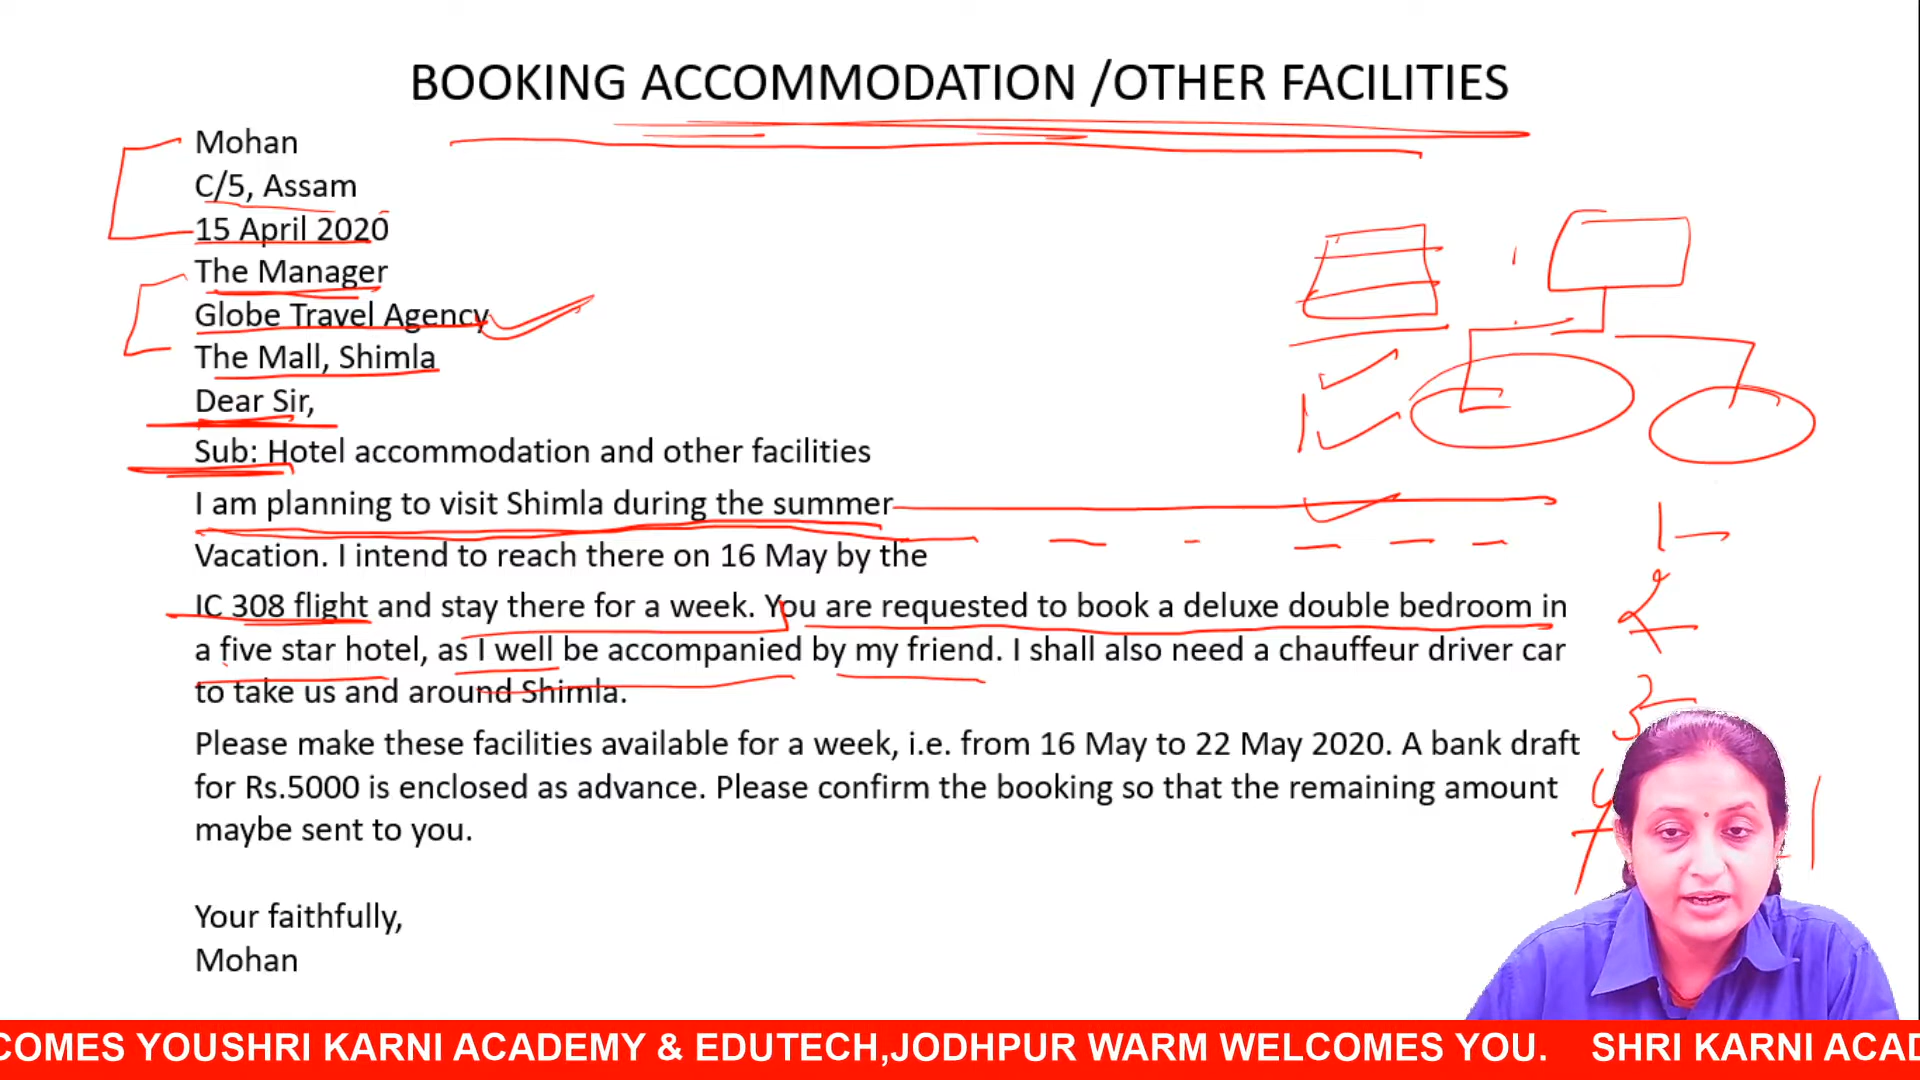 BOOKING ACCOMMODATION /OTHER FACILITIES
Mohan
C/5, Assam
15 April 2020
The Manager
Globe Travel Agency
The Mall, Shimla
Dear Sir,
Sub: Hotel accommodation and other facilities
I am planning to visit Shimla during the summer
Vacation. I intend to reach there on 16 May by the
IC 308 flight and stay there for a week. You are requested to book a deluxe double bedroom in
a five star hotel, as I well be accompanied by my friend. I shall also need a chauffeur driver car
to take us and around Shimla.
Please make these facilities available for a week, i.e. from 16 May to 22 May 2020. A bank draft
for Rs.5000 is enclosed as advance. Please confirm the booking so that the remaining amount
maybe sent to you.
Your faithfully,
Mohan
COMES YOUSHRI KARNI ACADEMY & EDUTECH,JODHPUR WARM WELCOMES YOU. SHRI KARNI ACAD